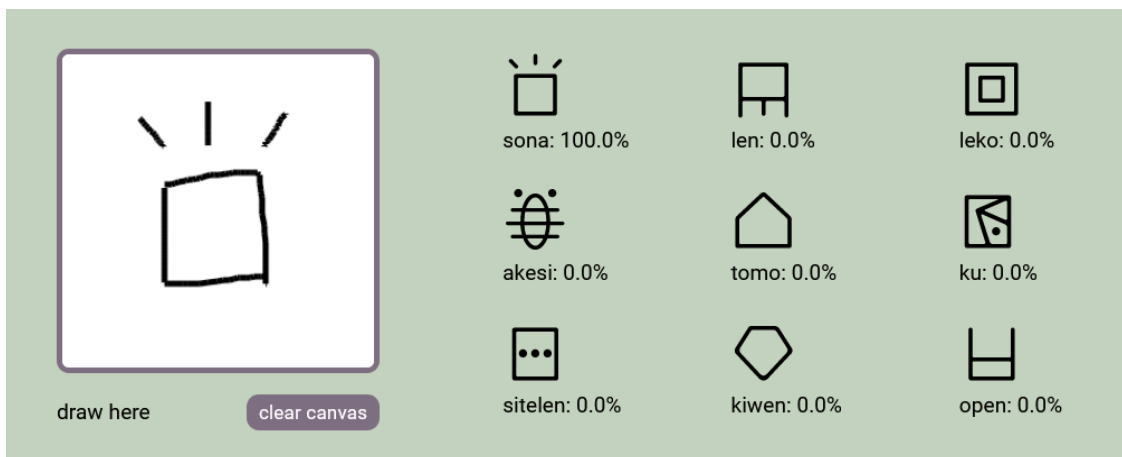 sona: 100.0% len: 0.0% leko: 0.0%
akesi: 0.0% tomo: 0.0% ku: 0.0%
sitelen: 0.0% kiwen: 0.0% open: 0.0%
draw here clear canvas